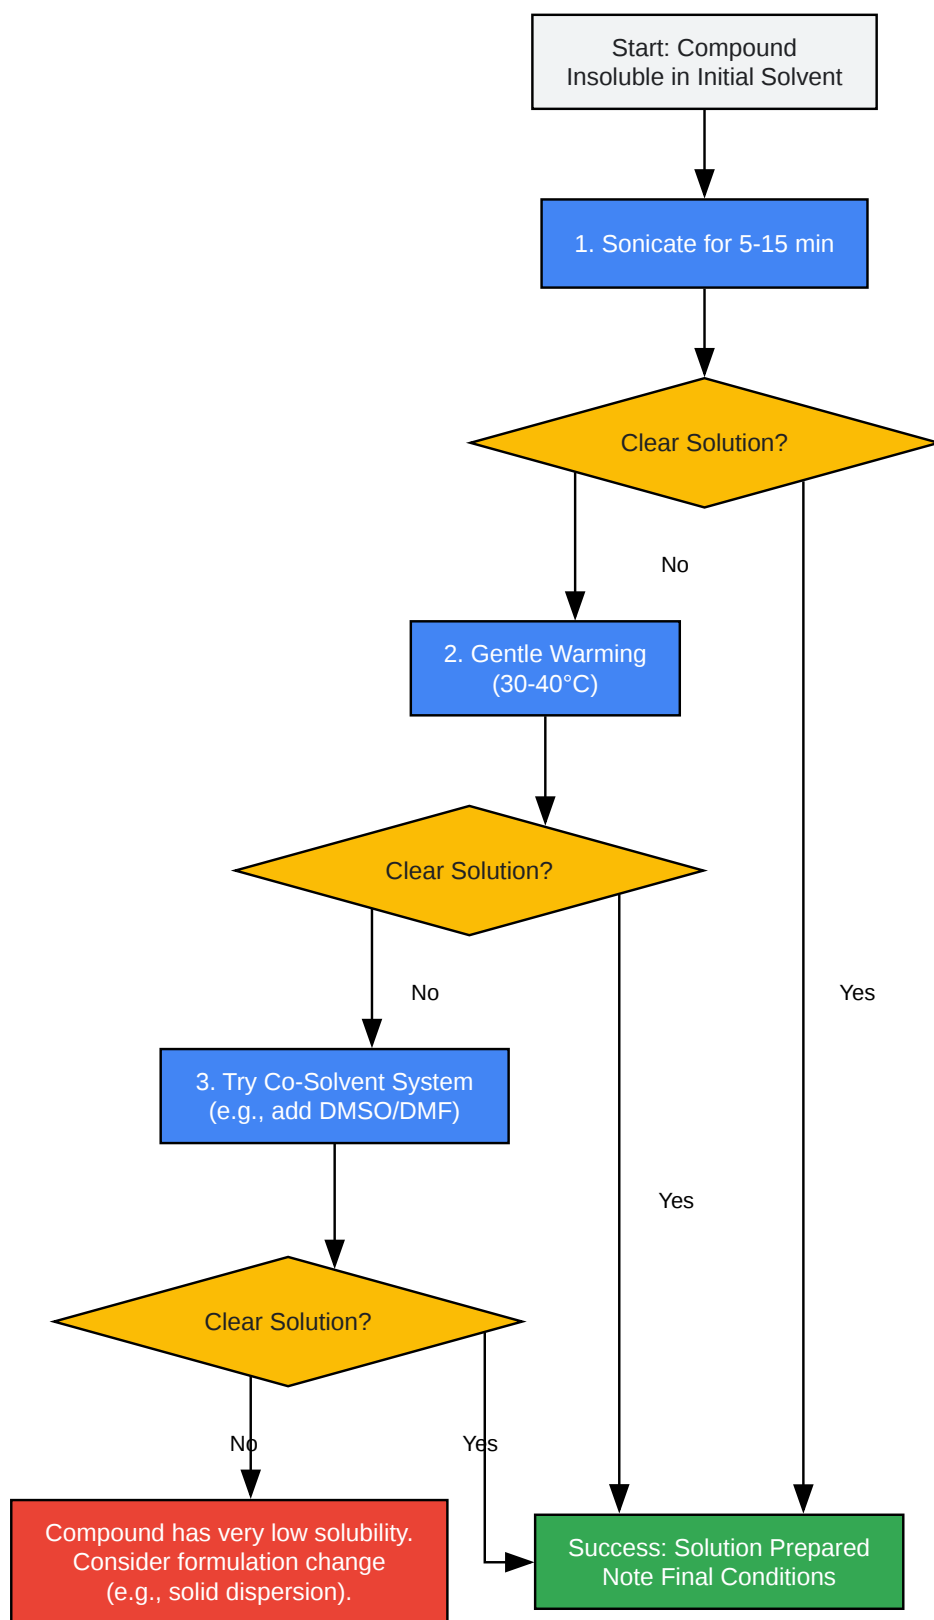 Start: Compound
Insoluble in Initial Solvent
1. Sonicate for 5-15 min
Clear Solution?
No
2. Gentle Warming
(30-40°C)
Clear Solution?
No
Yes
3. Try Co-Solvent System
(e.g., add DMSO/DMF)
Yes
Clear Solution?
No
Yes
Compound has very low solubility.
Consider formulation change
(e.g., solid dispersion).
Success: Solution Prepared
Note Final Conditions